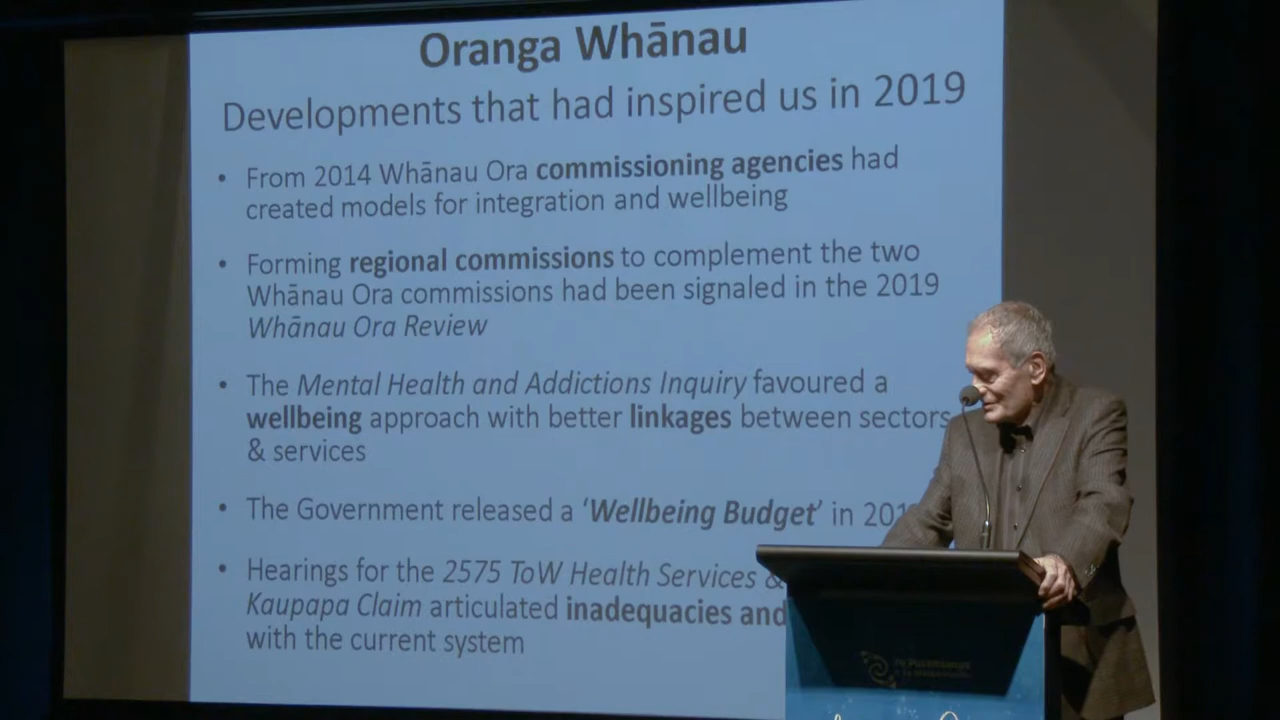 Oranga Whānau
Developments that had inspired us in 2019
• From 2014 Whānau Ora commissioning agencies had
created models for integration and wellbeing
• Forming regional commissions to complement the two
Whānau Ora commissions had been signaled in the 2019
Whānau Ora Review
• The Mental Health and Addictions Inquiry favoured a
wellbeing approach with better linkages between sectors
& services
• The Government released a ‘Wellbeing Budget’ in 201
• Hearings for the 2575 ToW Health Services &
Kaupapa Claim articulated inadequacies and
with the current system